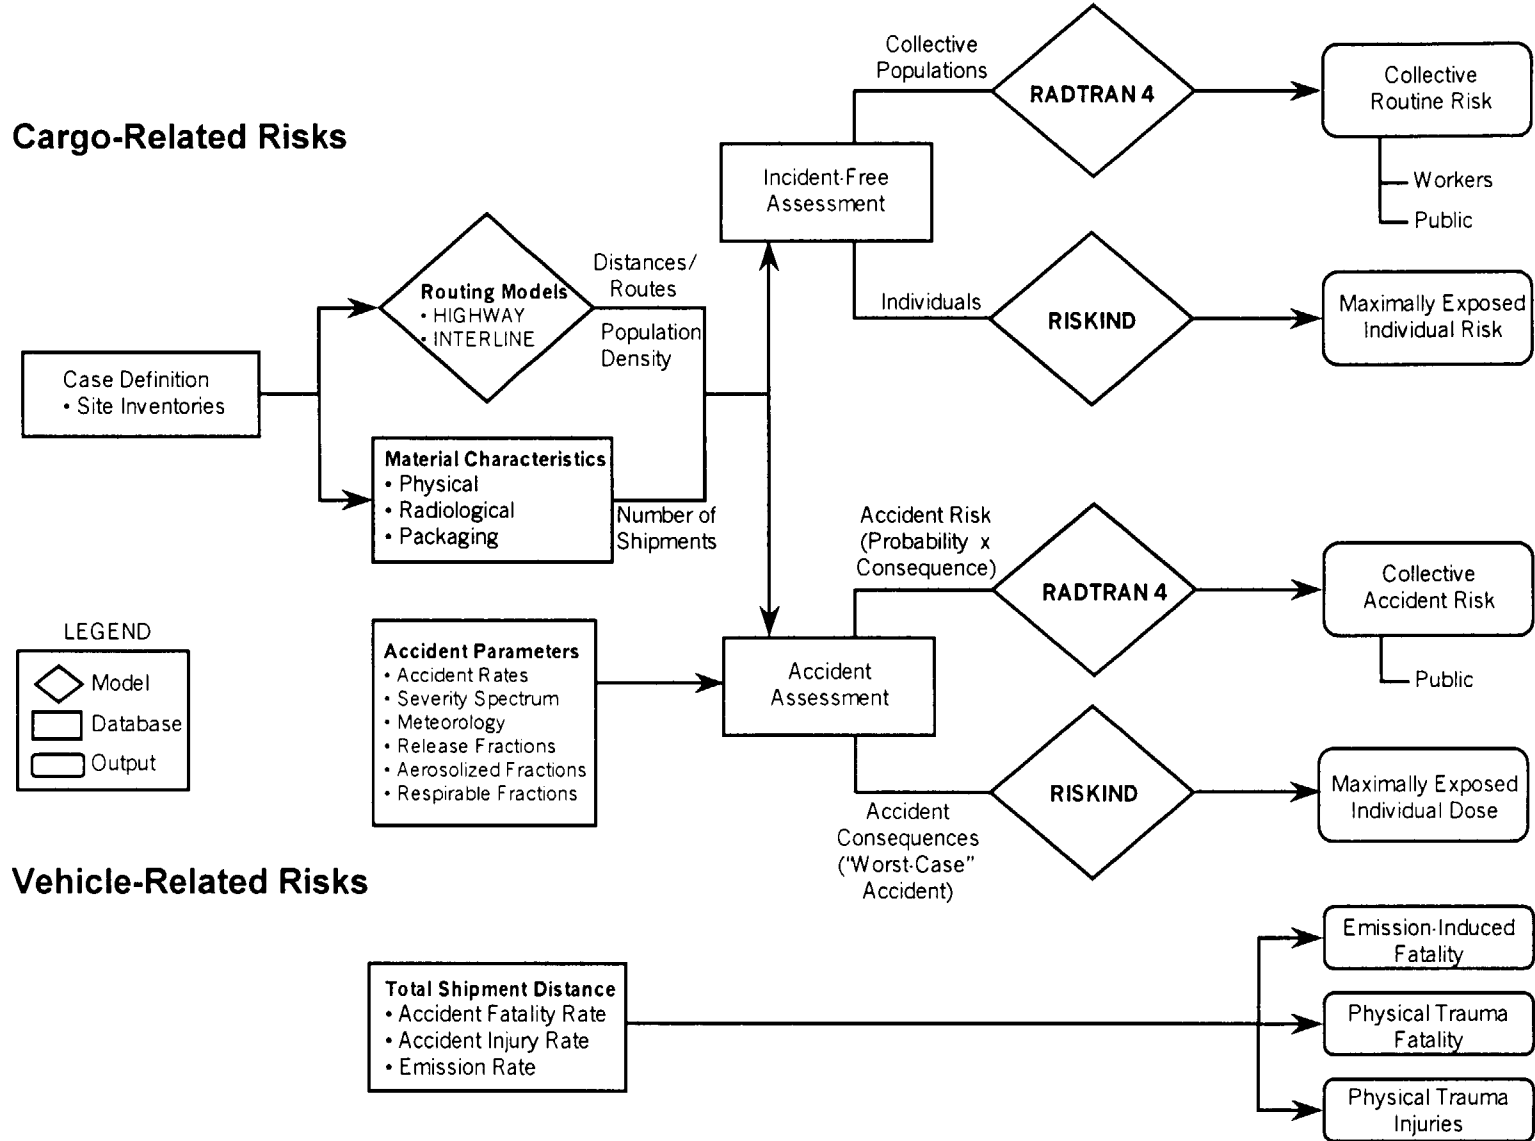 Cargo-Related Risks
Collective
Populations
RADTRAN 4
Collective
Routine Risk
Workers
Public
Incident-Free
Assessment
Individuals
RISKIND
Maximally Exposed
Individual Risk
Case Definition
• Site Inventories
Routing Models
• HIGHWAY
• INTERLINE
Distances/
Routes
Population
Density
Material Characteristics
• Physical
• Radiological
• Packaging
Number of
Shipments
Accident Parameters
• Accident Rates
• Severity Spectrum
• Meteorology
• Release Fractions
• Aerosolized Fractions
• Respirable Fractions
Accident
Assessment
Accident Risk
(Probability x
Consequence)
RADTRAN 4
Collective
Accident Risk
Public
Accident
Consequences
("Worst-Case"
Accident)
RISKIND
Maximally Exposed
Individual Dose
LEGEND
Model
Database
Output
Vehicle-Related Risks
Total Shipment Distance
• Accident Fatality Rate
• Accident Injury Rate
• Emission Rate
Emission-Induced
Fatality
Physical Trauma
Fatality
Physical Trauma
Injuries